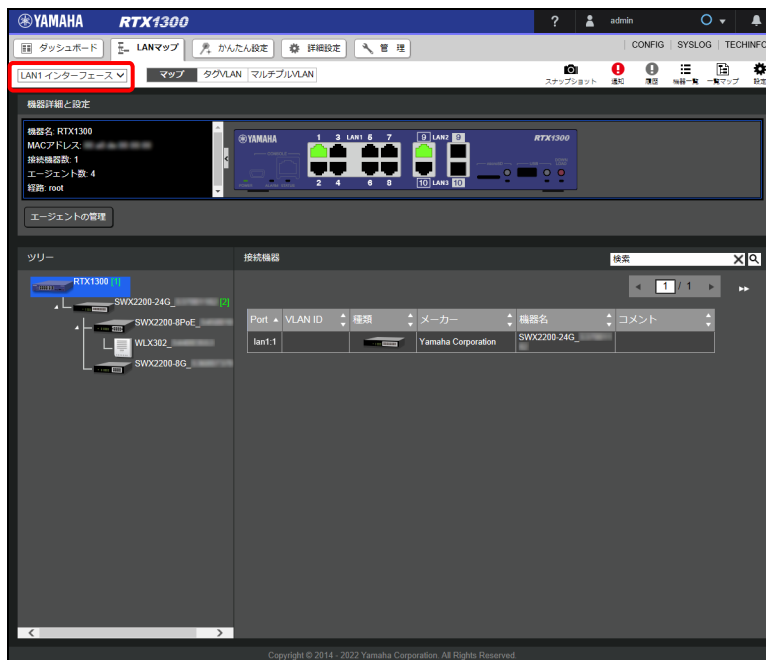 YAMAHA RTX1300 ? admin
ダッシュボード LANマップ かんたん設定 詳細設定 管 理 CONFIG SYSLOG TECHINFO
LAN1 インターフェース マップ タグVLAN マルチプルVLAN スナップショット 通知 履歴 機器一覧 一覧マップ 設定
機器詳細と設定
機器名: RTX1300
MACアドレス:
接続機器数: 1
エージェント数: 4
経路: root
YAMAHA 1 3 LAN1 5 7 9 LAN2 9 RTX1300
2 4 6 8 10 LAN3 10
エージェントの管理
ツリー 接続機器 検索
RTX1300 [1]
SWX2200-24G_ [2]
SWX2200-8PoE_
WLX302_
SWX2200-8G_
1 / 1
Port VLAN ID 種類 メーカー 機器名 コメント
lan1:1 Yamaha Corporation SWX2200-24G_
Copyright © 2014 - 2022 Yamaha Corporation. All Rights Reserved.